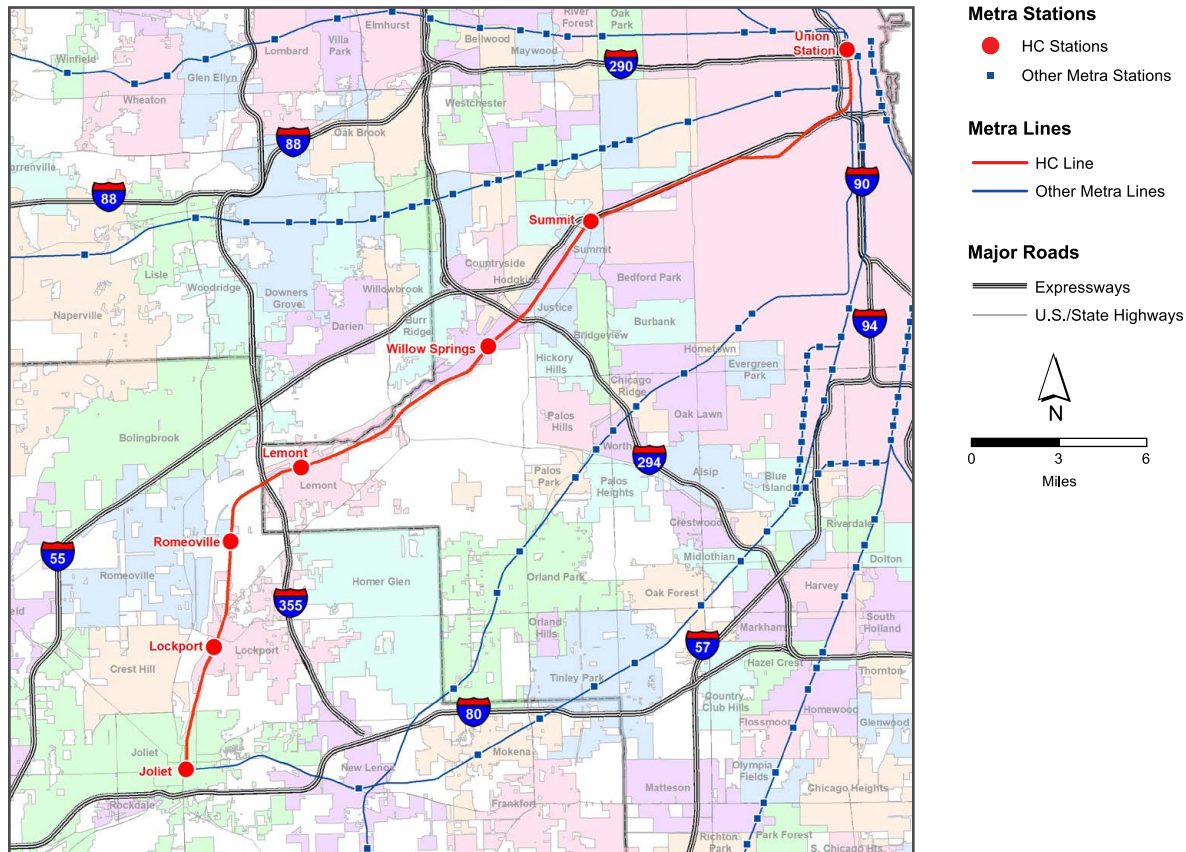 River
Forest
Oak
Park
Elmhurst
Union
Station
Winfield
Lombard
Villa
Park
Bellwood
Maywood
290
Glen Ellyn
Wheaton
Westchester
88
Oak Brook
arrenville
88
90
Summit
Summit
Countryside
Hodgkins
Bedford Park
Lisle
Woodridge
Downers
Grove
Willowbrook
Naperville
Darien
Burr
Ridge
Justice
Bridgeview
Burbank
94
Willow Springs
Hickory
Hills
Hometown
Evergreen
Park
Chicago
Ridge
Oak Lawn
Palos
Hills
Bolingbrook
Worth
Lemont
Lemont
294
Palos
Park
Palos
Heights
Alsip
Blue
Island
Crestwood
Riverdale
Romeoville
55
Midlothian
Dolton
Romeoville
Homer Glen
Orland Park
Oak Forest
Harvey
355
eld
Orland
Hills
Markham
South
Holland
Lockport
Lockport
57
Crest Hill
Hazel Crest
Thornton
Tinley Park
Country
Club Hills
Homewood
80
Flossmoor
Glenwood
Joliet
Joliet
New Lenox
Mokena
Olympia
Fields
Matteson
Chicago Heights
Rockdale
Frankfort
Richton
Park
Park Forest
S. Chicago Hts.
Metra Stations
HC Stations
Other Metra Stations
Metra Lines
HC Line
Other Metra Lines
Major Roads
Expressways
U.S./State Highways
N
0 3 6
Miles